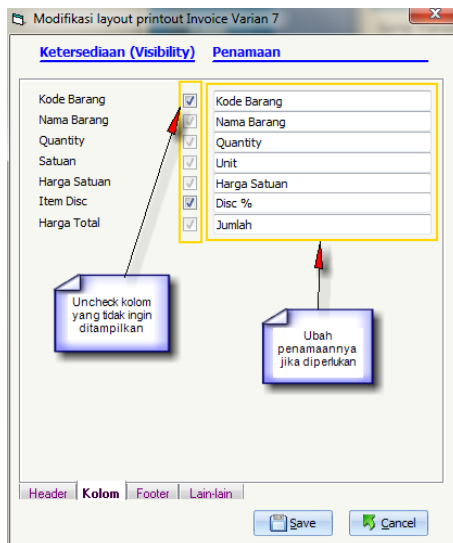 Modifikasi layout printout Invoice Varian 7
Ketersediaan (Visibility) Penamaan
Kode Barang Kode Barang
Nama Barang Nama Barang
Quantity Quantity
Satuan Unit
Harga Satuan Harga Satuan
Item Disc Disc %
Harga Total Jumlah
Uncheck kolom
yang tidak ingin
ditampilkan
Ubah
penamaannya
jika diperlukan
Header Kolom Footer Lain-lain
Save Cancel